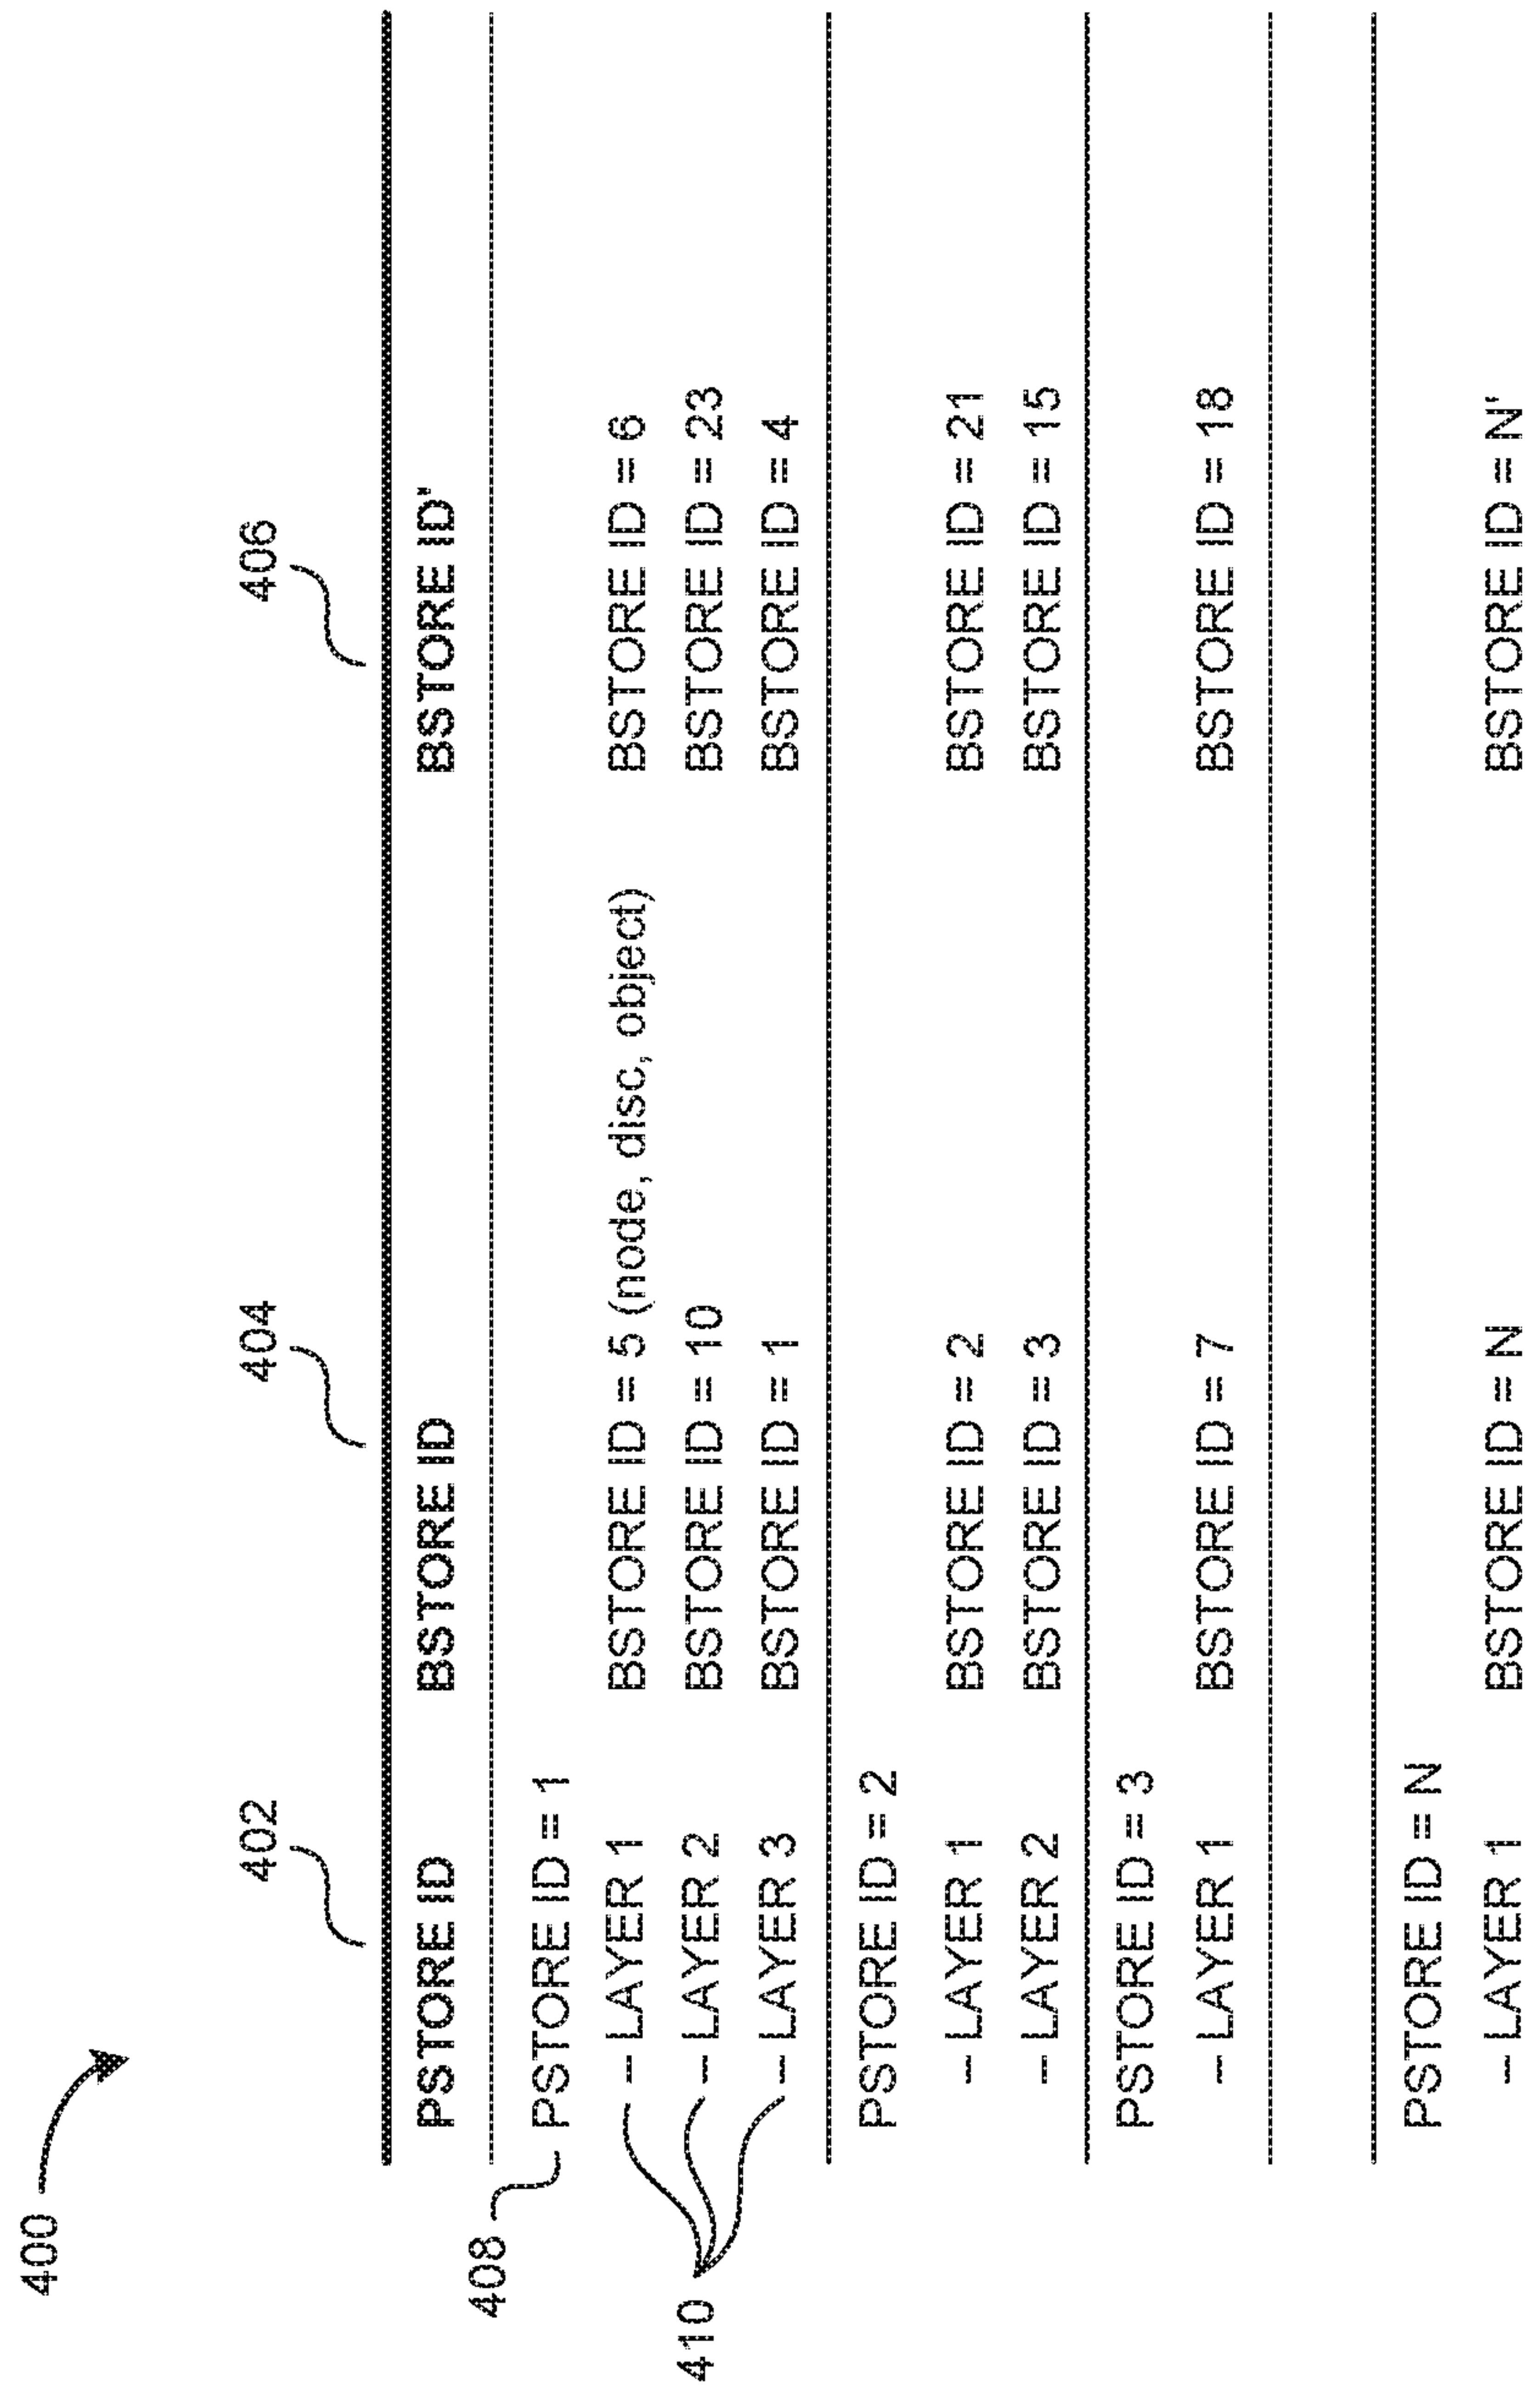 400
402 404 406
PSTORE ID BSTORE ID BSTORE ID'
408 PSTORE ID = 1
-- LAYER 1 BSTORE ID = 5 (node, disc, object) BSTORE ID = 6
410 -- LAYER 2 BSTORE ID = 10 BSTORE ID = 23
-- LAYER 3 BSTORE ID = 1 BSTORE ID = 4
PSTORE ID = 2
-- LAYER 1 BSTORE ID = 2 BSTORE ID = 21
-- LAYER 2 BSTORE ID = 3 BSTORE ID = 15
PSTORE ID = 3
-- LAYER 1 BSTORE ID = 7 BSTORE ID = 18
PSTORE ID = N
-- LAYER 1 BSTORE ID = N BSTORE ID = N'